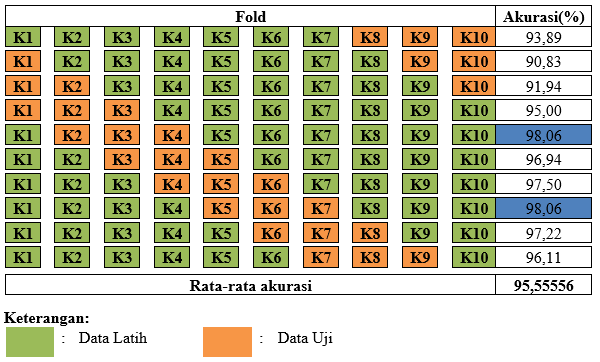 Fold Akurasi(%)
K1 K2 K3 K4 K5 K6 K7 K8 K9 K10 93,89
K1 K2 K3 K4 K5 K6 K7 K8 K9 K10 90,83
K1 K2 K3 K4 K5 K6 K7 K8 K9 K10 91,94
K1 K2 K3 K4 K5 K6 K7 K8 K9 K10 95,00
K1 K2 K3 K4 K5 K6 K7 K8 K9 K10 98,06
K1 K2 K3 K4 K5 K6 K7 K8 K9 K10 96,94
K1 K2 K3 K4 K5 K6 K7 K8 K9 K10 97,50
K1 K2 K3 K4 K5 K6 K7 K8 K9 K10 98,06
K1 K2 K3 K4 K5 K6 K7 K8 K9 K10 97,22
K1 K2 K3 K4 K5 K6 K7 K8 K9 K10 96,11
Rata-rata akurasi 95,55556
Keterangan:
: Data Latih : Data Uji